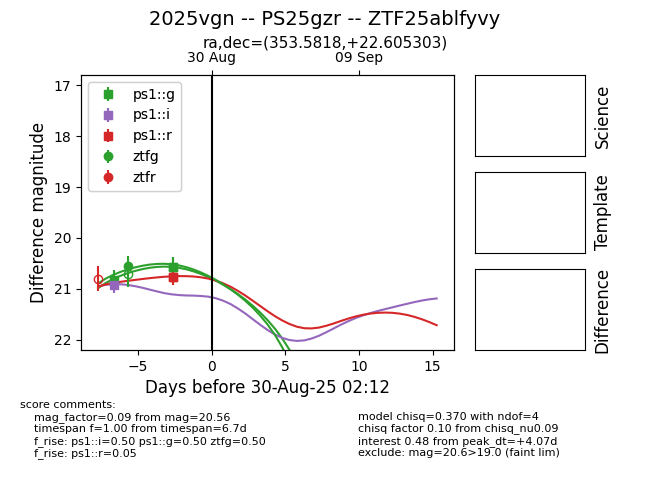 2025vgn -- PS25gzr -- ZTF25ablfyvy
ra,dec=(353.5818,+22.605303)
30 Aug
09 Sep
17
18
19
20
21
22
Difference magnitude
ps1::g
ps1::i
ps1::r
ztfg
ztfr
−5
0
5
10
15
Days before 30-Aug-25 02:12
Science
Template
Difference
score comments:
mag_factor=0.09 from mag=20.56
timespan f=1.00 from timespan=6.7d
f_rise: ps1::i=0.50 ps1::g=0.50 ztfg=0.50
f_rise: ps1::r=0.05
model chisq=0.370 with ndof=4
chisq factor 0.10 from chisq_nu0.09
interest 0.48 from peak_dt=+4.07d
exclude: mag=20.6>19.0 (faint lim)